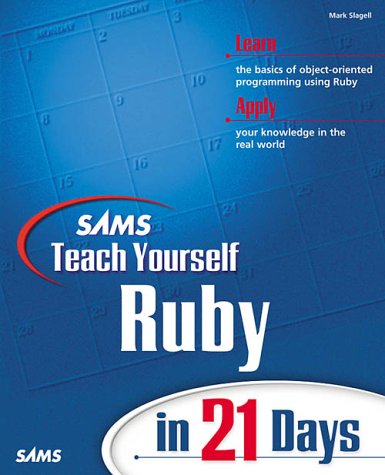 Mark Slagell
Learn
the basics of object-oriented
programming using Ruby
Apply
your knowledge in the
real world
SAMS
Teach Yourself
Ruby
in 21 Days
SAMS